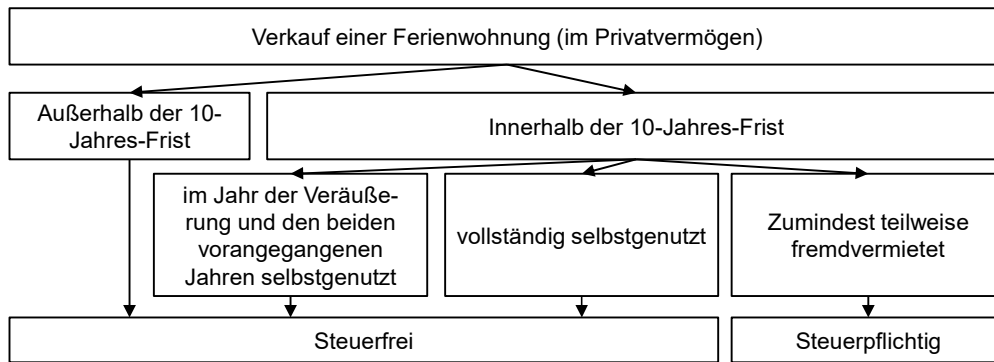 Verkauf einer Ferienwohnung (im Privatvermögen)
Außerhalb der 10-
Jahres-Frist
Innerhalb der 10-Jahres-Frist
im Jahr der Veräuße-
rung und den beiden
vorangegangenen
Jahren selbstgenutzt
vollständig selbstgenutzt
Zumindest teilweise
fremdvermietet
Steuerfrei
Steuerpflichtig